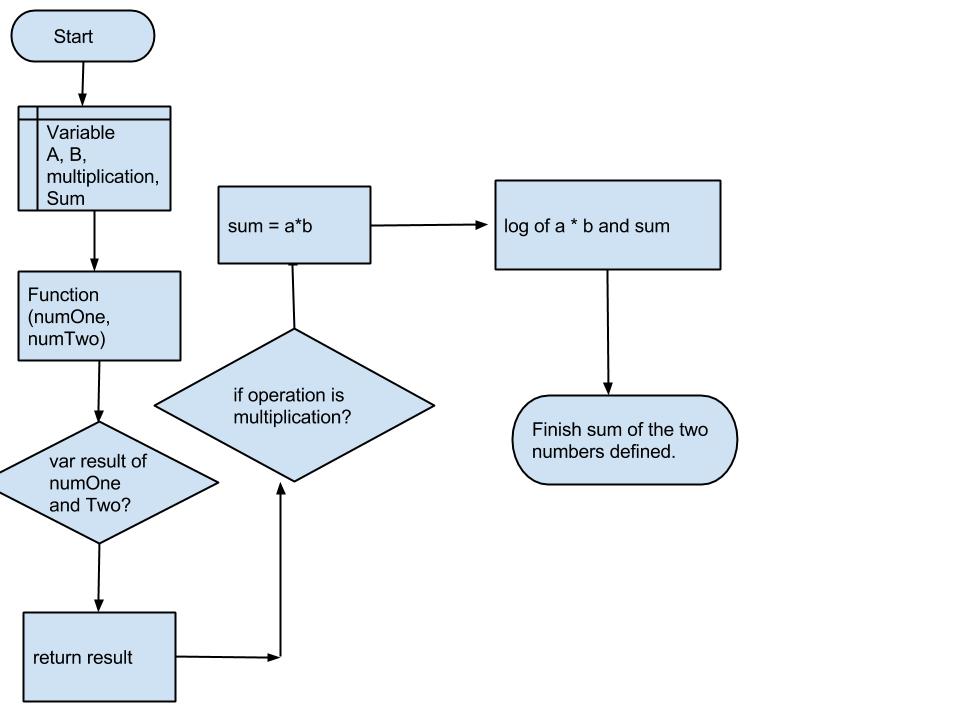 Start
Variable
A, B,
multiplication,
Sum
Function
(numOne,
numTwo)
var result of
numOne
and Two?
return result
if operation is
multiplication?
sum = a*b
log of a * b and sum
Finish sum of the two
numbers defined.